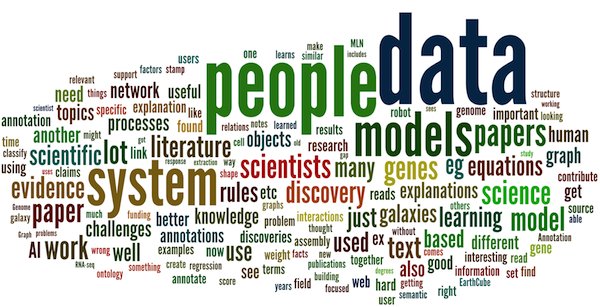 MLN
users one learns make similar includes
relevant support factors stamp
need things network useful
people data
structure
working
robot sees genome important looking
annotation topics specific explanation like
scientist might processes found relations notes learned
another models papers human
time classify claims link got literature cell objects old results research gap study graph
scientific lot
using uses response extraction way shape scientists many genes eg equations contribute
evidence system rules etc discovery reads explanations science get
Genome galaxy paper much funding better knowledge graphs problem interactions just galaxies learning model source able
Graph problems challenges annotations discoveries assembly thought used ex text without based different gene Annotation
AI work wrong well examples now use weight facts new together comes interesting read
RNA-seq ontology something create regression see terms publications also good information set find
annotate score years field building focused web degrees hard getting semantic user right EarthCube
others